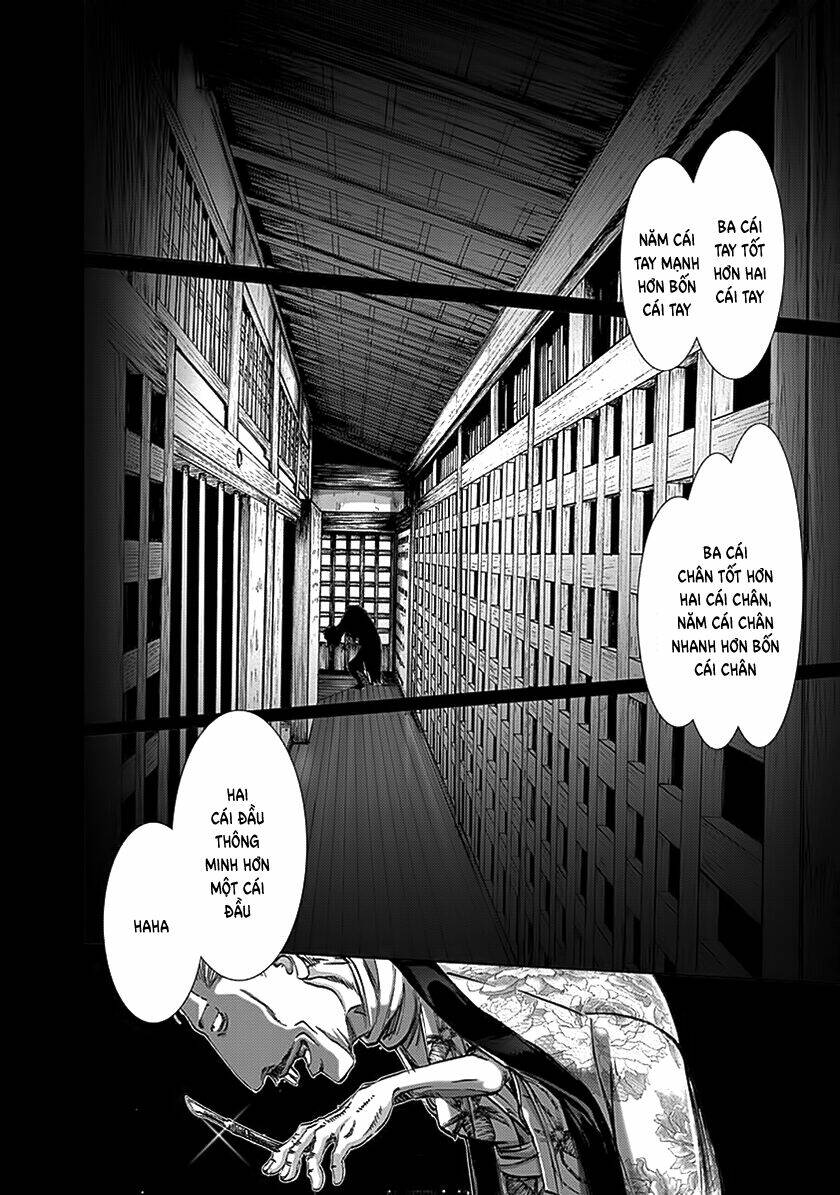 BA CÁI
TAY TỐT
HƠN HAI
CÁI TAY
NĂM CÁI
TAY MẠNH
HƠN BỐN
CÁI TAY
BA CÁI
CHÂN TỐT HƠN
HAI CÁI CHÂN,
NĂM CÁI CHÂN
NHANH HƠN BỐN
CÁI CHÂN
HAI
CÁI ĐẦU
THÔNG
MINH HƠN
MỘT CÁI
ĐẦU
HAHA